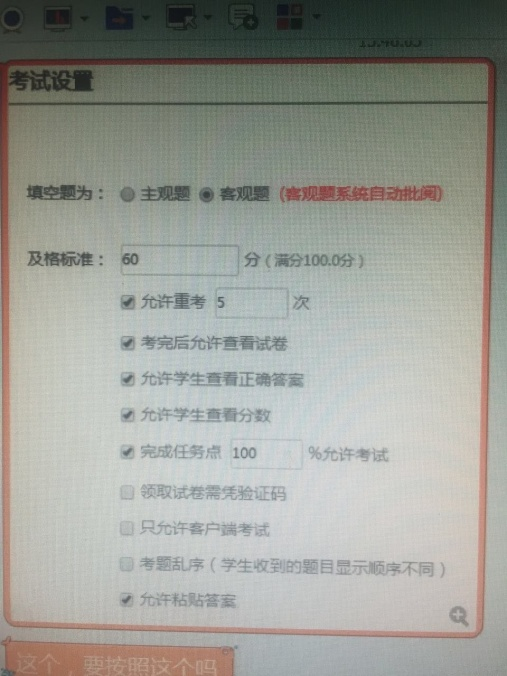 考试设置
填空题为： 主观题 客观题 (客观题系统自动批阅)
及格标准： 60 分（满分100.0分）
允许重考 5 次
考完后允许查看试卷
允许学生查看正确答案
允许学生查看分数
完成任务点 100 %允许考试
领取试卷需凭验证码
只允许客户端考试
考题乱序（学生收到的题目显示顺序不同）
允许粘贴答案
这个，要按照这个吗